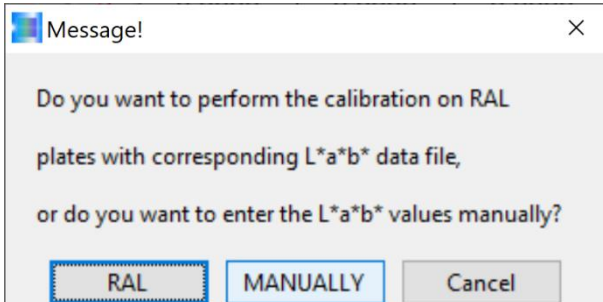 Message!
Do you want to perform the calibration on RAL
plates with corresponding L*a*b* data file,
or do you want to enter the L*a*b* values manually?
RAL MANUALLY Cancel